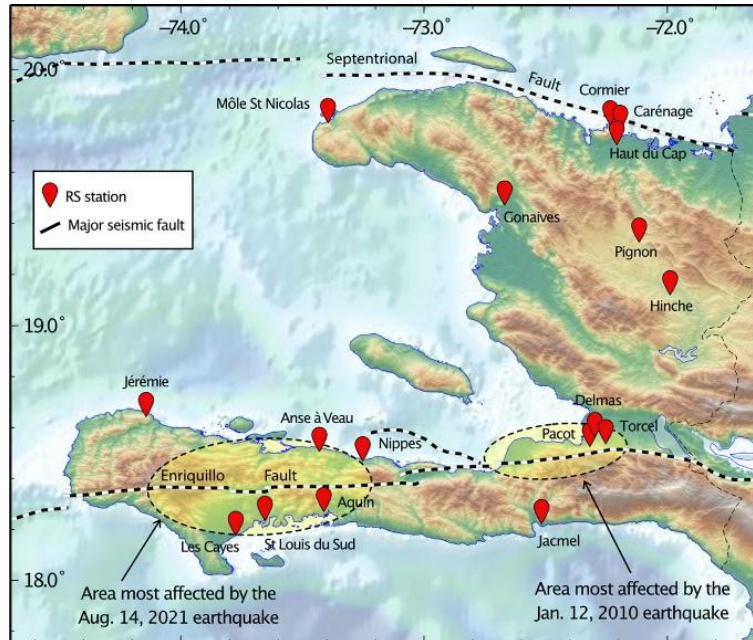 −74.0°
−73.0°
−72.0°
20.0°
Septentrional
Fault
Cormier
Môle St Nicolas
Carénage
Haut du Cap
RS station
Major seismic fault
Gonaives
Pignon
Hinche
19.0°
Jérémie
Delmas
Anse à Veau
Pacot
Torcel
Nippes
Enriquillo
Fault
Aquin
Les Cayes
St Louis du Sud
Jacmel
18.0°
Area most affected by the
Aug. 14, 2021 earthquake
Area most affected by the
Jan. 12, 2010 earthquake